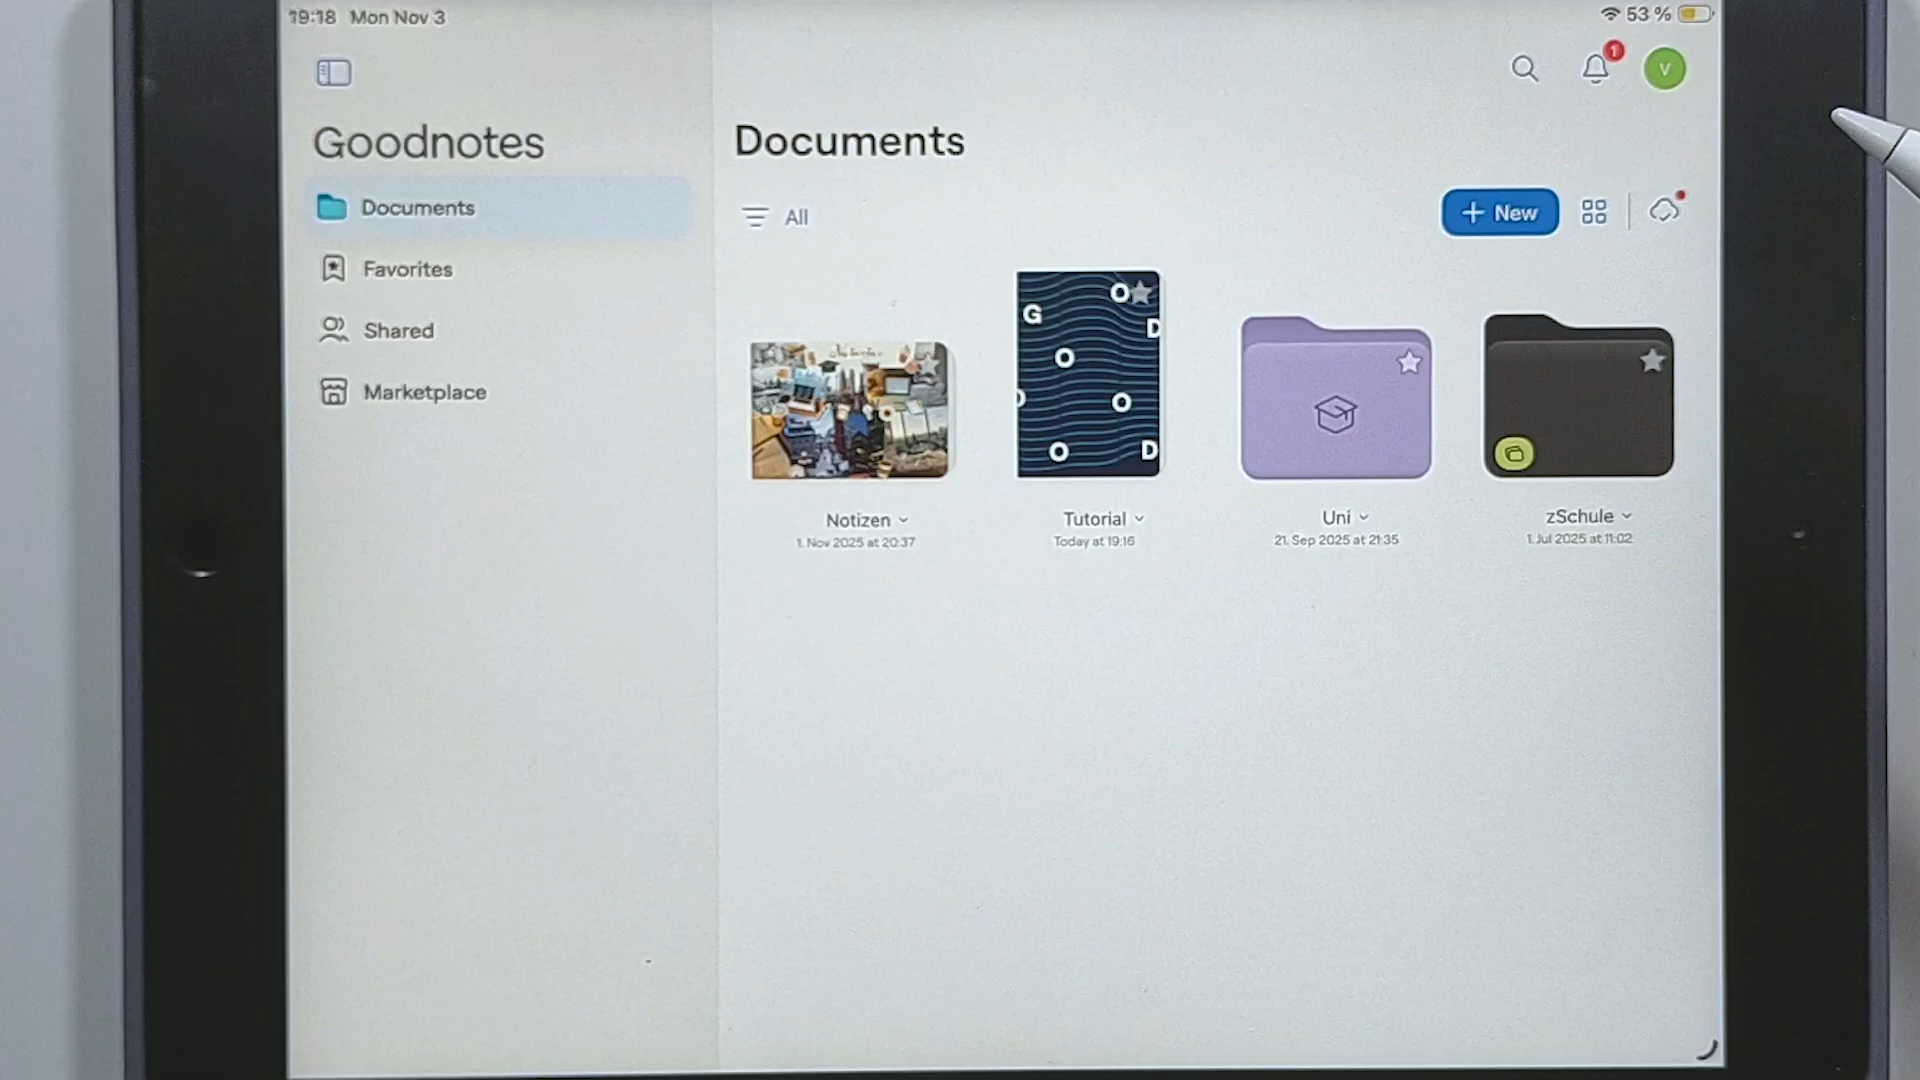 19:18 Mon Nov 3
53 %
1
V
Goodnotes
Documents
Favorites
Shared
Marketplace
Documents
All
+ New
G
O
D
O
O
O
D
Notizen
1. Nov 2025 at 20:37
Tutorial
Today at 19:16
Uni
21. Sep 2025 at 21:35
zSchule
1. Jul 2025 at 11:02